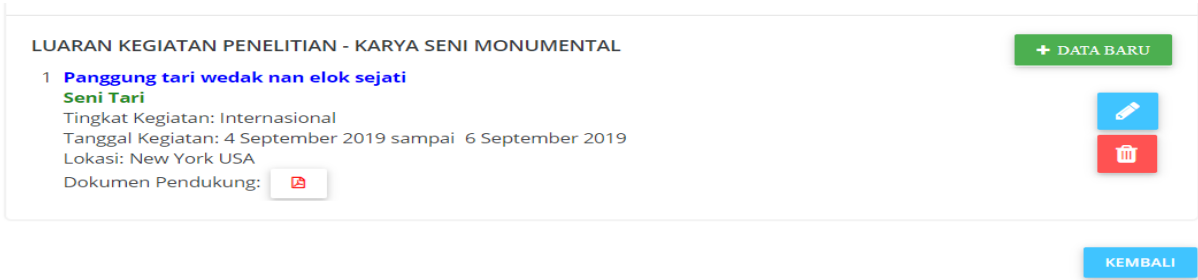 LUARAN KEGIATAN PENELITIAN - KARYA SENI MONUMENTAL
+ DATA BARU
1 Panggung tari wedak nan elok sejati
Seni Tari
Tingkat Kegiatan: Internasional
Tanggal Kegiatan: 4 September 2019 sampai 6 September 2019
Lokasi: New York USA
Dokumen Pendukung:
KEMBALI